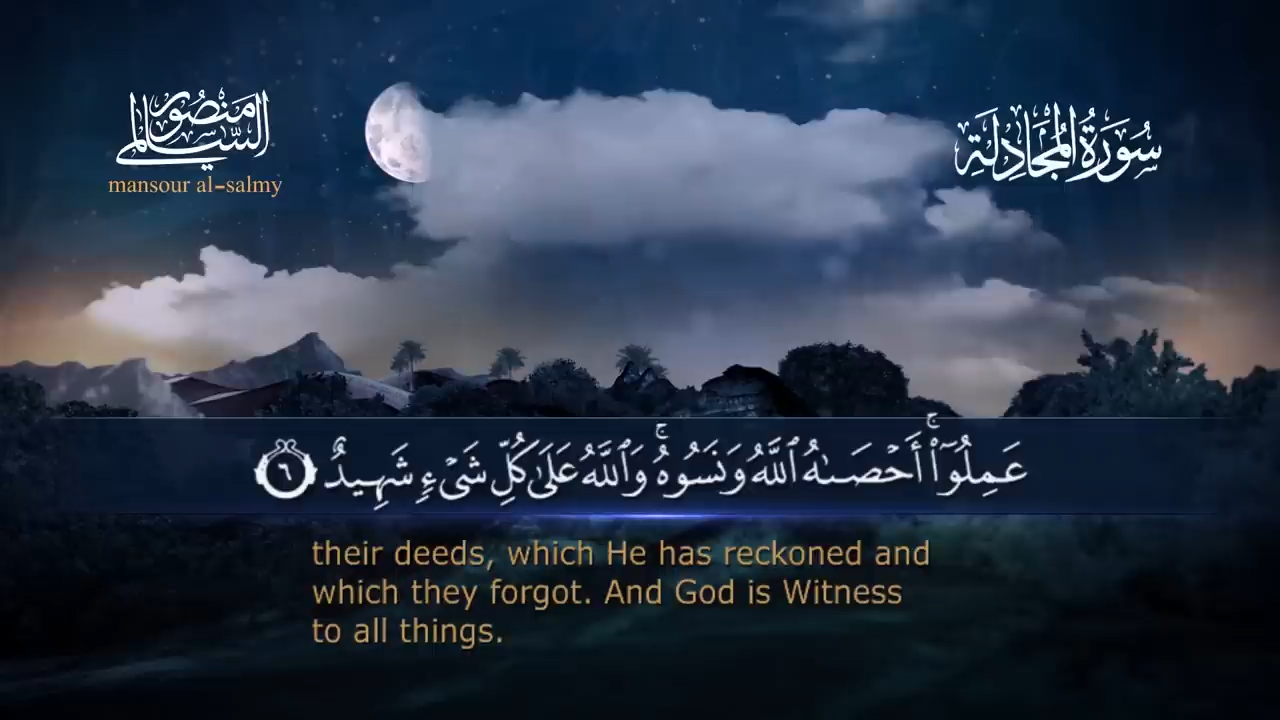 منصور السالمي
mansour al-salmy
سُورَةُ المُجَادلَة
عَمِلُوٓا۟ ۚ أَحْصَىٰهُ ٱللَّهُ وَنَسُوهُ ۚ وَٱللَّهُ عَلَىٰ كُلِّ شَىْءٍ شَهِيدٌ ٦
their deeds, which He has reckoned and
which they forgot. And God is Witness
to all things.